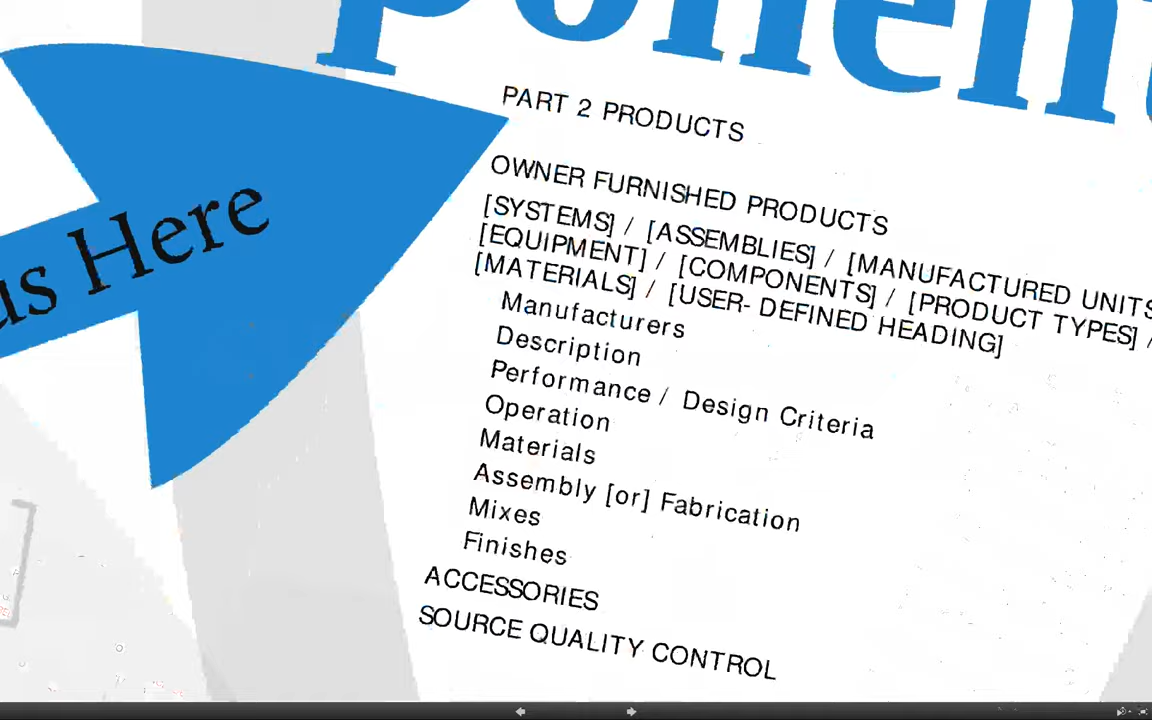 ponent
us Here
PART 2 PRODUCTS
OWNER FURNISHED PRODUCTS
[SYSTEMS] / [ASSEMBLIES] / [MANUFACTURED UNITS
[EQUIPMENT] / [COMPONENTS] / [PRODUCT TYPES] /
[MATERIALS] / [USER- DEFINED HEADING]
Manufacturers
Description
Performance / Design Criteria
Operation
Materials
Assembly [or] Fabrication
Mixes
Finishes
ACCESSORIES
SOURCE QUALITY CONTROL